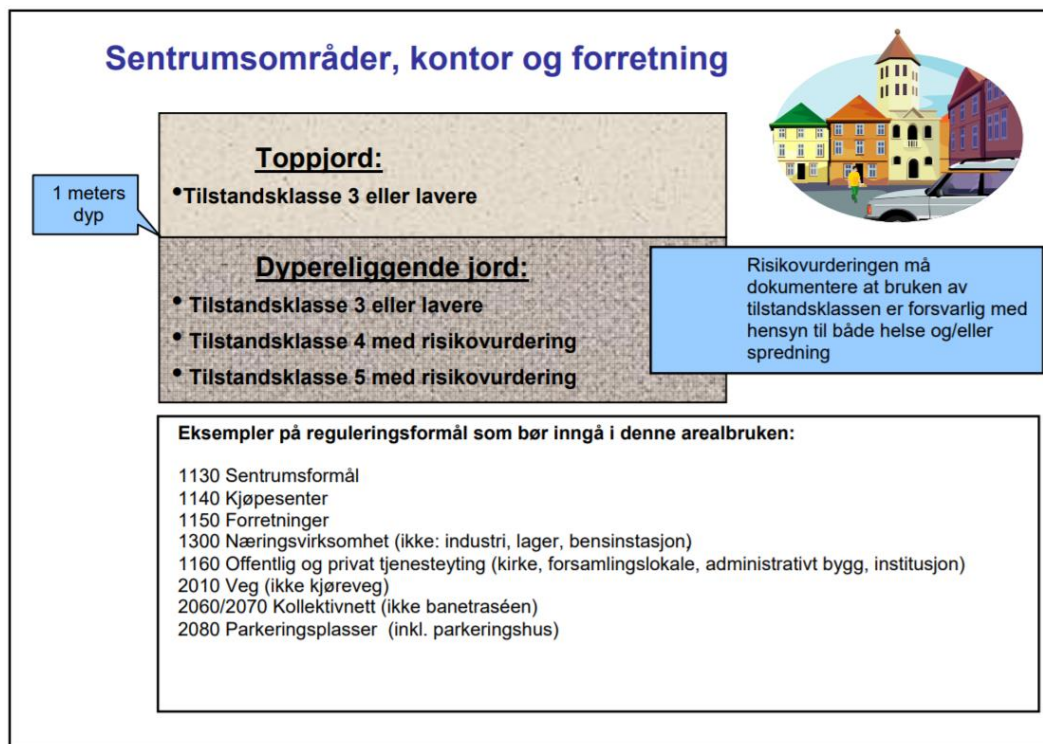 Sentrumsområder, kontor og forretning
Toppjord:
•Tilstandsklasse 3 eller lavere
1 meters
dyp
Dypereliggende jord:
• Tilstandsklasse 3 eller lavere
• Tilstandsklasse 4 med risikovurdering
• Tilstandsklasse 5 med risikovurdering
Risikovurderingen må
dokumentere at bruken av
tilstandsklassen er forsvarlig med
hensyn til både helse og/eller
spredning
Eksempler på reguleringsformål som bør inngå i denne arealbruken:
1130 Sentrumsformål
1140 Kjøpesenter
1150 Forretninger
1300 Næringsvirksomhet (ikke: industri, lager, bensinstasjon)
1160 Offentlig og privat tjenesteyting (kirke, forsamlingslokale, administrativt bygg, institusjon)
2010 Veg (ikke kjøreveg)
2060/2070 Kollektivnett (ikke banetraséen)
2080 Parkeringsplasser (inkl. parkeringshus)